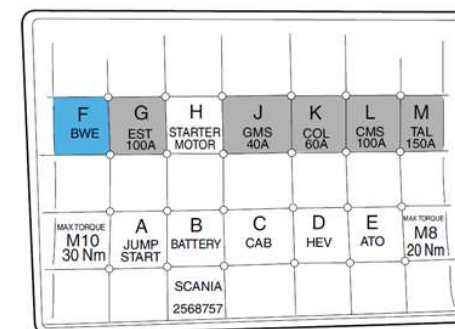 F
BWE
G
EST
100A
H
STARTER
MOTOR
J
GMS
40A
K
COL
60A
L
CMS
100A
M
TAL
150A
MAX TORQUE
M10
30 Nm
A
JUMP
START
B
BATTERY
C
CAB
D
HEV
E
ATO
MAX TORQUE
M8
20 Nm
SCANIA
2568757